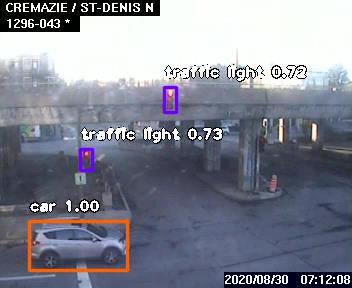 CREMAZIE / ST-DENIS N
1296-043 *
traffic light 0.72
traffic light 0.73
car 1.00
2020/08/30 07:12:08